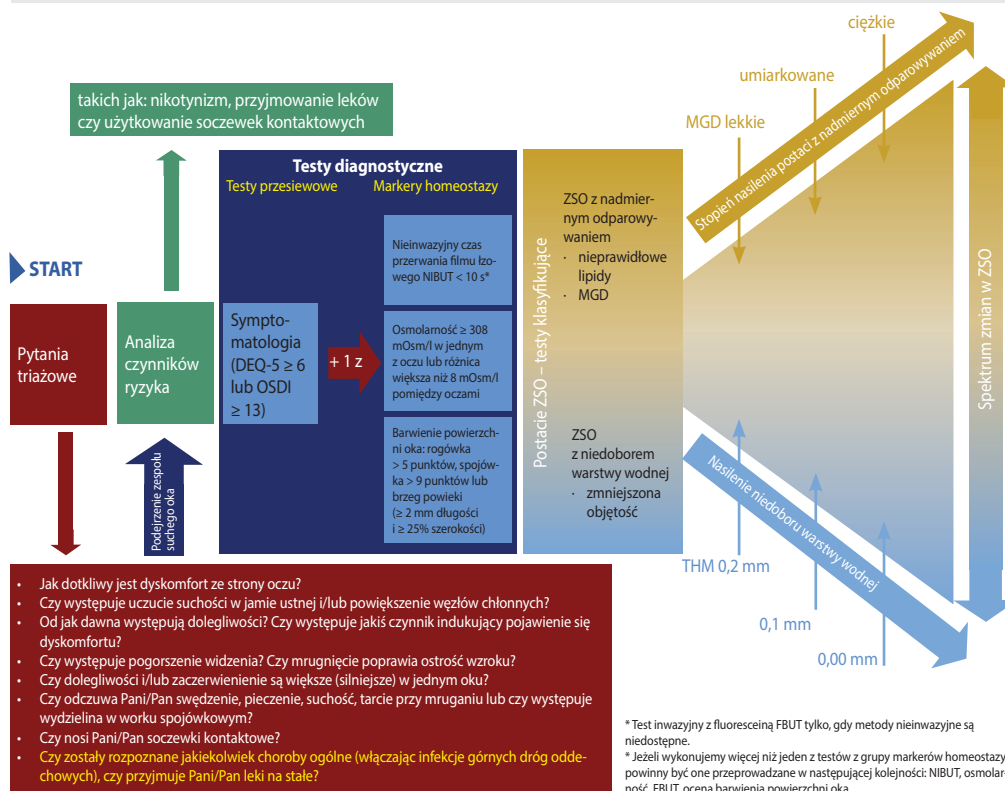 ciężkie
umiarkowane
MGD lekkie
Stopień nasilenia postaci z nadmiernym odparowywaniem
takich jak: nikotynizm, przyjmowanie leków
czy użytkowanie soczewek kontaktowych
Testy diagnostyczne
Testy przesiewowe
Markery homeostazy
START
Pytania
triażowe
Analiza
czynników
ryzyka
Podejrzenie zespołu
suchego oka
Sympto-
matologia
(DEQ-5 ≥ 6
lub OSDI
≥ 13)
+ 1 z
Nieinwazyjny czas
przerwania filmu łzo-
wego NIBUT < 10 s*
Osmolarność ≥ 308
mOsm/l w jednym
z oczu lub różnica
większa niż 8 mOsm/l
pomiędzy oczami
Barwienie powierzch-
ni oka: rogówka
> 5 punktów, spojów-
ka > 9 punktów lub
brzeg powieki
(≥ 2 mm długości
i ≥ 25% szerokości)
Postacie ZSO – testy klasyfikujące
ZSO z nadmier-
nym odparowy-
waniem
· nieprawidłowe
lipidy
· MGD
ZSO
z niedoborem
warstwy wodnej
· zmniejszona
objętość
Spektrum zmian w ZSO
Nasilenie niedoboru warstwy wodnej
THM 0,2 mm
0,1 mm
0,00 mm
• Jak dotkliwy jest dyskomfort ze strony oczu?
• Czy występuje uczucie suchości w jamie ustnej i/lub powiększenie węzłów chłonnych?
• Od jak dawna występują dolegliwości? Czy występuje jakiś czynnik indukujący pojawienie się
dyskomfortu?
• Czy występuje pogorszenie widzenia? Czy mrugnięcie poprawia ostrość wzroku?
• Czy dolegliwości i/lub zaczerwienienie są większe (silniejsze) w jednym oku?
• Czy odczuwa Pani/Pan swędzenie, pieczenie, suchość, tarcie przy mruganiu lub czy występuje
wydzielina w worku spojówkowym?
• Czy nosi Pani/Pan soczewki kontaktowe?
• Czy zostały rozpoznane jakiekolwiek choroby ogólne (włączając infekcje górnych dróg odde-
chowych), czy przyjmuje Pani/Pan leki na stałe?
* Test inwazyjny z fluoresceiną FBUT tylko, gdy metody nieinwazyjne są
niedostępne.
* Jeżeli wykonujemy więcej niż jeden z testów z grupy markerów homeostazy,
powinny być one przeprowadzane w następującej kolejności: NIBUT, osmolar-
ność, FBUT, ocena barwienia powierzchni oka